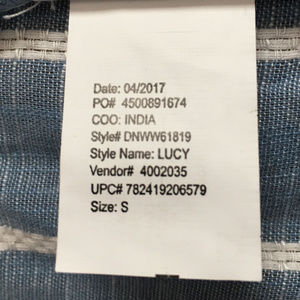 Date: 04/2017
PO# 4500891674
COO: INDIA
Style# DNWW61819
Style Name: LUCY
Vendor# 4002035
UPC# 782419206579
Size: S